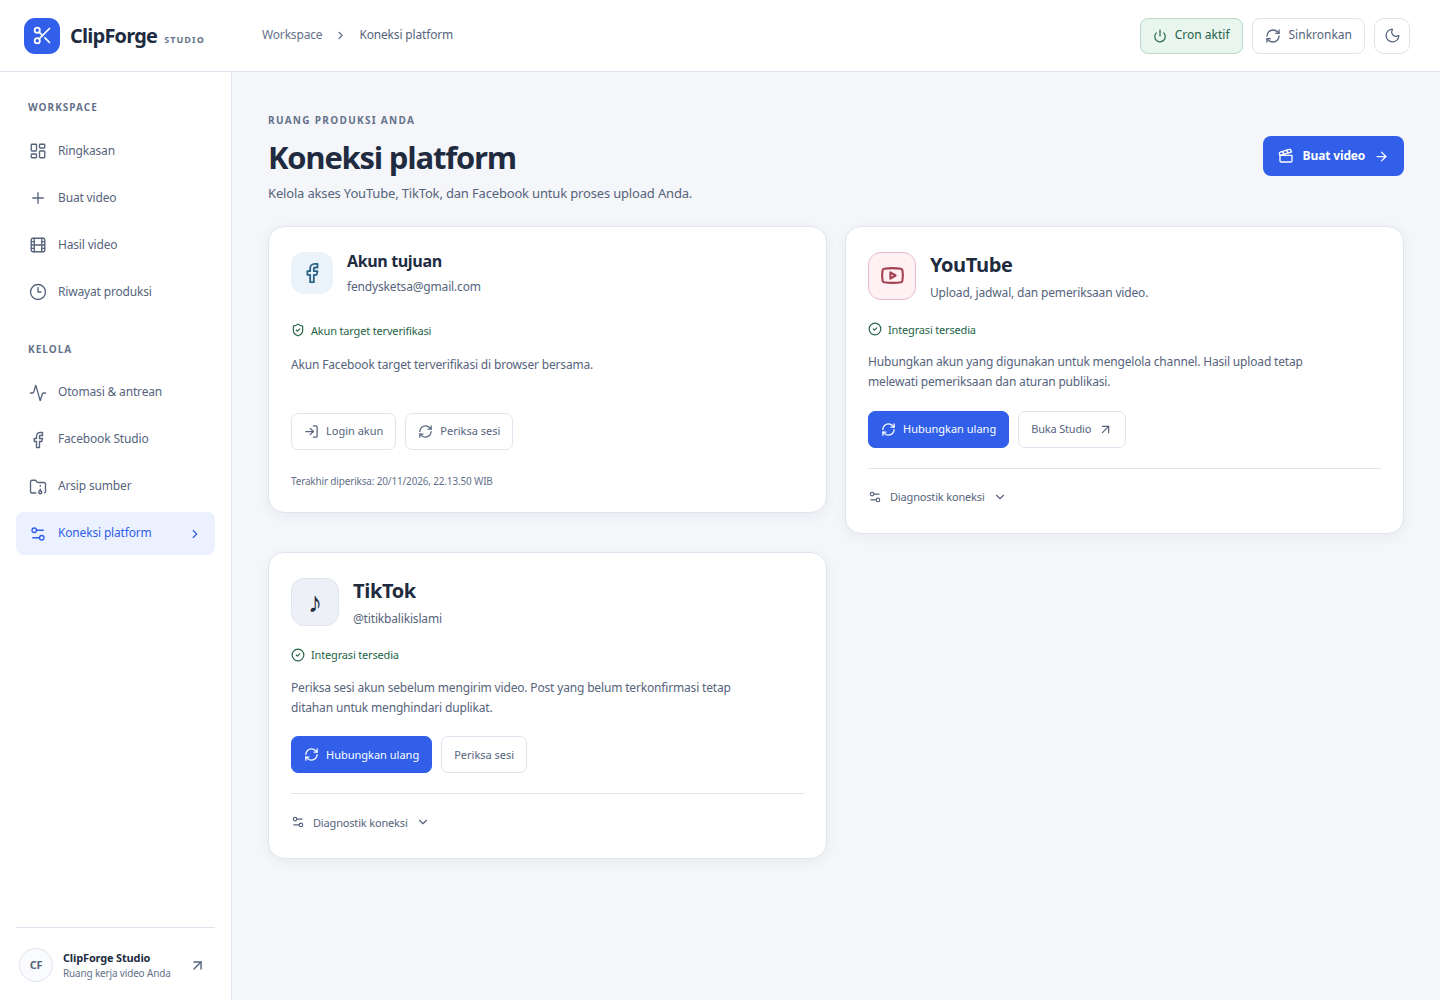 ClipForge STUDIO
Workspace
Koneksi platform
Cron aktif
Sinkronkan
WORKSPACE
Ringkasan
Buat video
Hasil video
Riwayat produksi
KELOLA
Otomasi & antrean
Facebook Studio
Arsip sumber
Koneksi platform
CF
ClipForge Studio
Ruang kerja video Anda
RUANG PRODUKSI ANDA
Koneksi platform
Kelola akses YouTube, TikTok, dan Facebook untuk proses upload Anda.
Buat video
Akun tujuan
fendysketsa@gmail.com
Akun target terverifikasi
Akun Facebook target terverifikasi di browser bersama.
Login akun
Periksa sesi
Terakhir diperiksa: 20/11/2026, 22.13.50 WIB
YouTube
Upload, jadwal, dan pemeriksaan video.
Integrasi tersedia
Hubungkan akun yang digunakan untuk mengelola channel. Hasil upload tetap
melewati pemeriksaan dan aturan publikasi.
Hubungkan ulang
Buka Studio
Diagnostik koneksi
TikTok
@titikbalikislami
Integrasi tersedia
Periksa sesi akun sebelum mengirim video. Post yang belum terkonfirmasi tetap
ditahan untuk menghindari duplikat.
Hubungkan ulang
Periksa sesi
Diagnostik koneksi